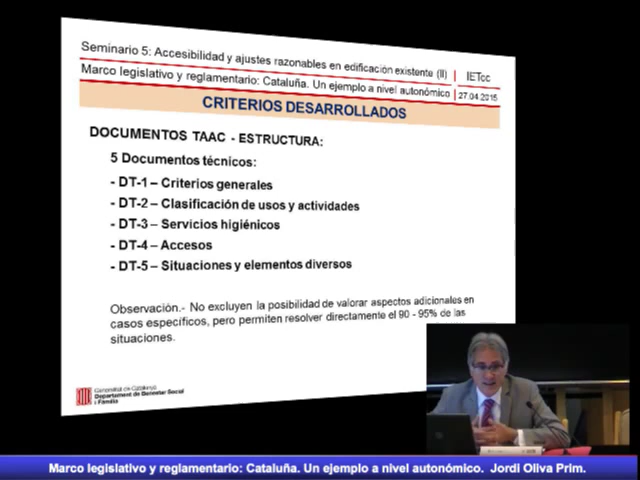 Seminario 5: Accesibilidad y ajustes razonables en edificación existente (II)
IETcc
Marco legislativo y reglamentario: Cataluña. Un ejemplo a nivel autonómico
27.04.2015
CRITERIOS DESARROLLADOS
DOCUMENTOS TAAC - ESTRUCTURA:
5 Documentos técnicos:
- DT-1 – Criterios generales
- DT-2 – Clasificación de usos y actividades
- DT-3 – Servicios higiénicos
- DT-4 – Accesos
- DT-5 – Situaciones y elementos diversos
Observación.- No excluyen la posibilidad de valorar aspectos adicionales en
casos específicos, pero permiten resolver directamente el 90 - 95% de las
situaciones.
Generalitat de Catalunya
Departament de Benestar Social
i Família
Marco legislativo y reglamentario: Cataluña. Un ejemplo a nivel autonómico. Jordi Oliva Prim.